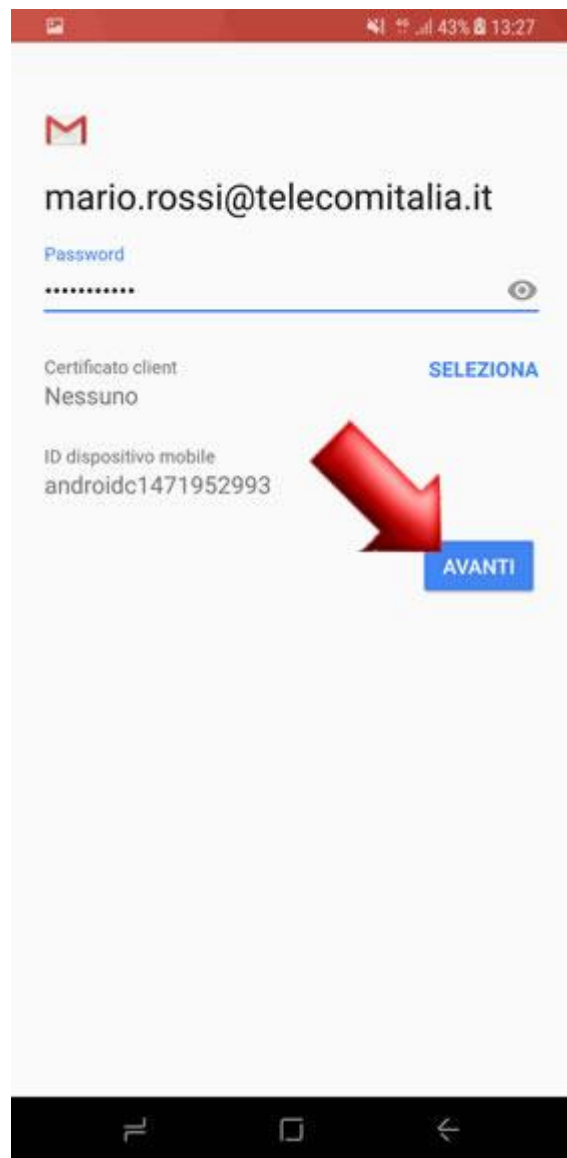 43% 13:27
mario.rossi@telecomitalia.it
Password
•••••••••••
Certificato client
SELEZIONA
Nessuno
ID dispositivo mobile
androidc1471952993
AVANTI